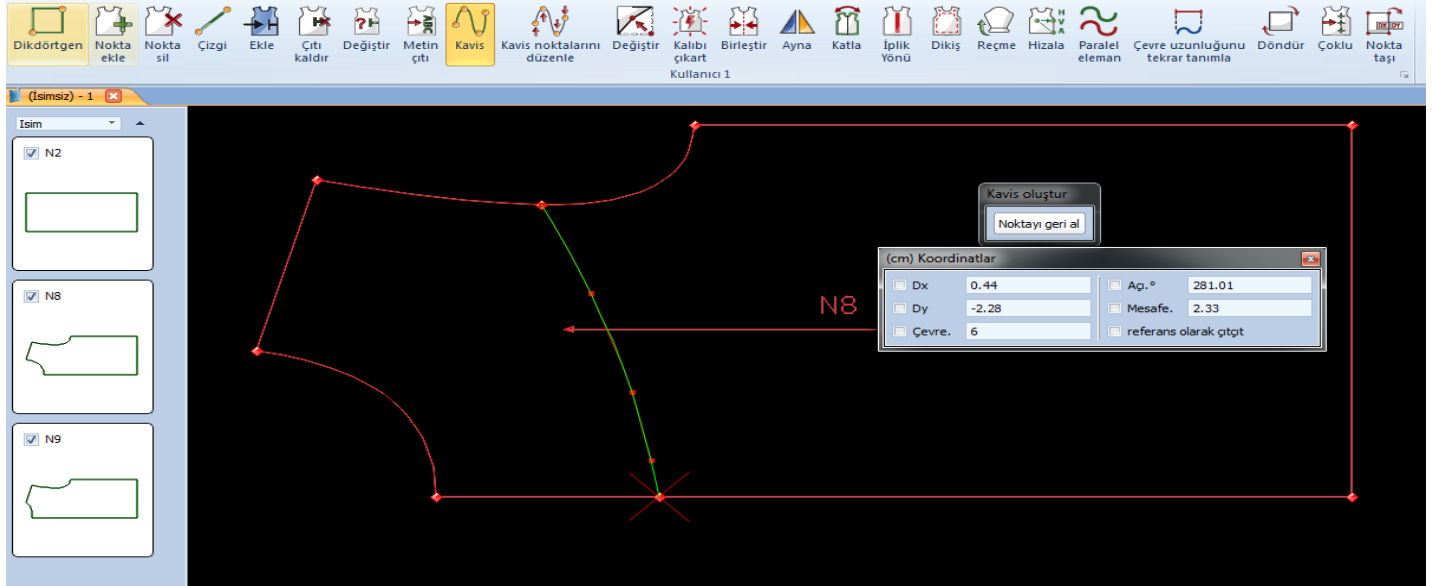 Dikdörtgen Nokta ekle Nokta sil Çizgi Ekle Çıtı kaldır Değiştir Metin çıtı Kavis Kavis noktalarını düzenle Değiştir Kalıbı çıkart Birleştir Ayna Katla İplik Yönü Dikiş Reçme Hizala Paralel eleman Çevre uzunluğunu tekrar tanımla Döndür Çoklu Nokta taşı
Kullanıcı 1
(İsimsiz) - 1
Isim
N2
N8
N9
N8
Kavis oluştur
Noktayı geri al
(cm) Koordinatlar
Dx 0.44 Açı.° 281.01
Dy -2.28 Mesafe. 2.33
Çevre. 6 referans olarak çıtçıt